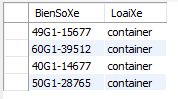 BienSoXe LoaiXe
49G1-15677 container
60G1-39512 container
40G1-14677 container
50G1-28765 container